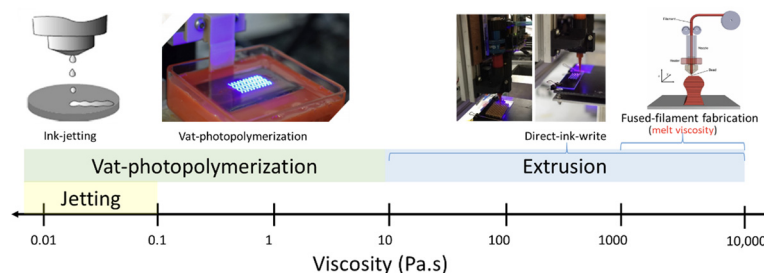 Ink-jetting
Vat-photopolymerization
Direct-ink-write
Fused-filament fabrication
(melt viscosity)
Vat-photopolymerization
Extrusion
Jetting
0.01 0.1 1 10 100 1000 10,000
Viscosity (Pa.s)